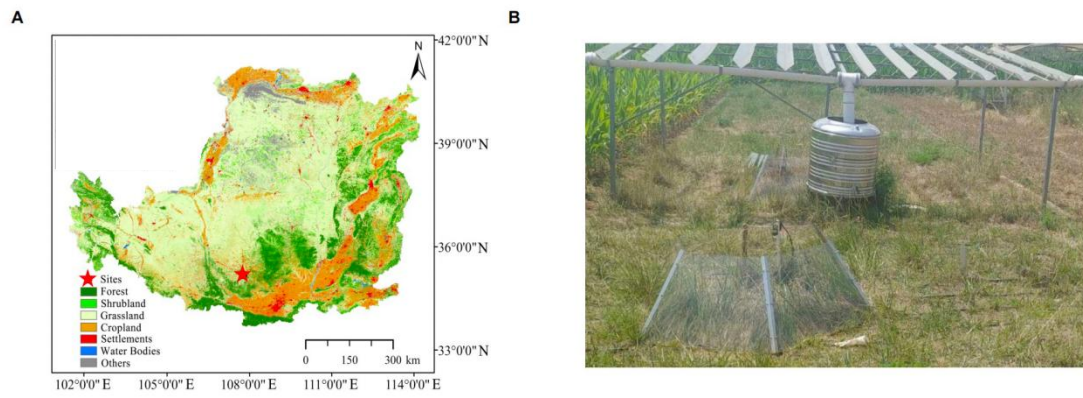 A
B
42°0'0"N
N
39°0'0"N
36°0'0"N
Sites
Forest
Shrubland
Grassland
Cropland
Settlements
Water Bodies
Others
0 150 300 km
33°0'0"N
102°0'0"E 105°0'0"E 108°0'0"E 111°0'0"E 114°0'0"E